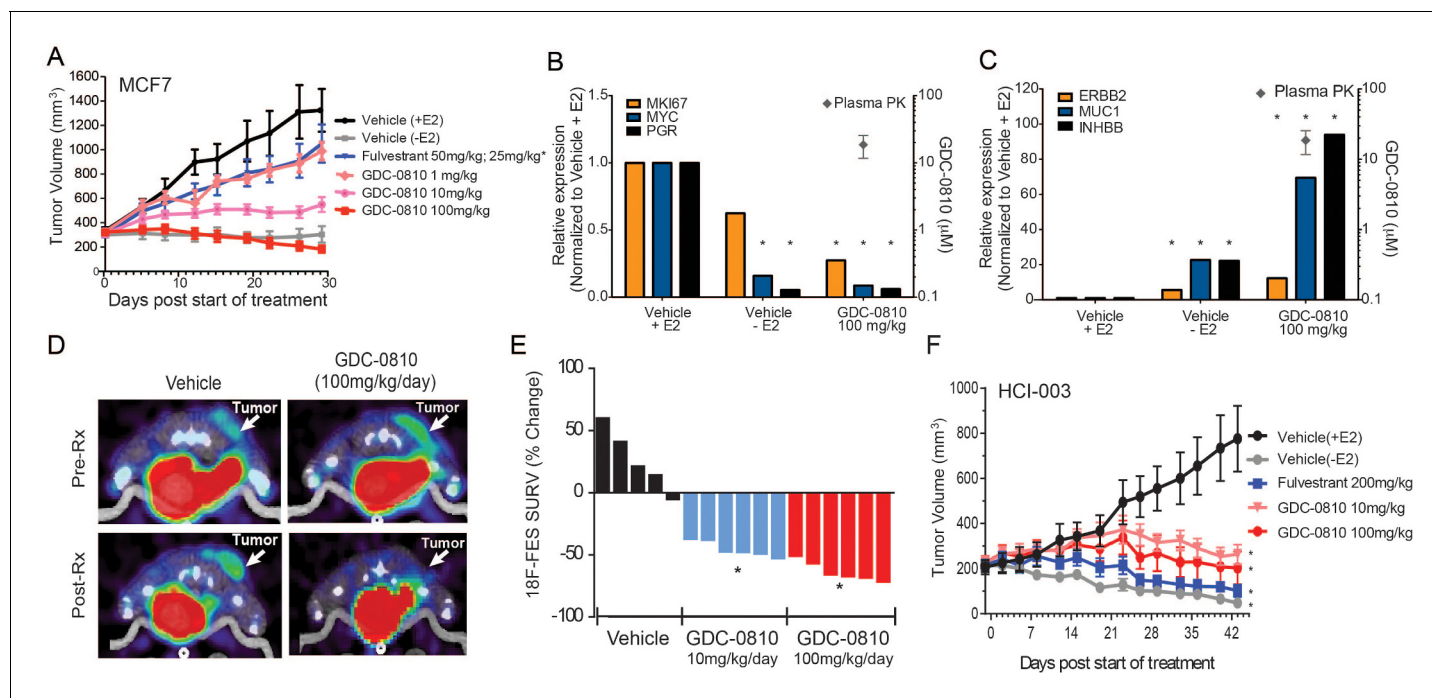 A
MCF7
Tumor Volume (mm³)
1600
1400
1200
1000
800
600
400
200
0
10
20
30
Days post start of treatment
Vehicle (+E2)
Vehicle (-E2)
Fulvestrant 50mg/kg; 25mg/kg*
GDC-0810 1 mg/kg
GDC-0810 10mg/kg
GDC-0810 100mg/kg
B
Relative expression
(Normalized to Vehicle + E2)
1.5
1.0
0.5
0.0
MKI67
MYC
PGR
Plasma PK
* * * * *
100
10
1
0.1
GDC-0810 (µM)
Vehicle
+ E2
Vehicle
- E2
GDC-0810
100 mg/kg
C
Relative expression
(Normalized to Vehicle + E2)
120
100
80
60
40
20
0
ERBB2
MUC1
INHBB
Plasma PK
* * *
* * *
100
10
1
0.1
GDC-0810 (µM)
Vehicle
+ E2
Vehicle
- E2
GDC-0810
100 mg/kg
D
Vehicle
GDC-0810
(100mg/kg/day)
Pre-Rx
Tumor
Tumor
Post-Rx
Tumor
Tumor
E
18F-FES SURV (% Change)
100
50
0
-50
-100
*
*
Vehicle
GDC-0810
10mg/kg/day
GDC-0810
100mg/kg/day
F
HCI-003
Tumor Volume (mm³)
1000
800
600
400
200
0
0
7
14
21
28
35
42
Days post start of treatment
Vehicle(+E2)
Vehicle(-E2)
Fulvestrant 200mg/kg
GDC-0810 10mg/kg
GDC-0810 100mg/kg
*
*
*
*